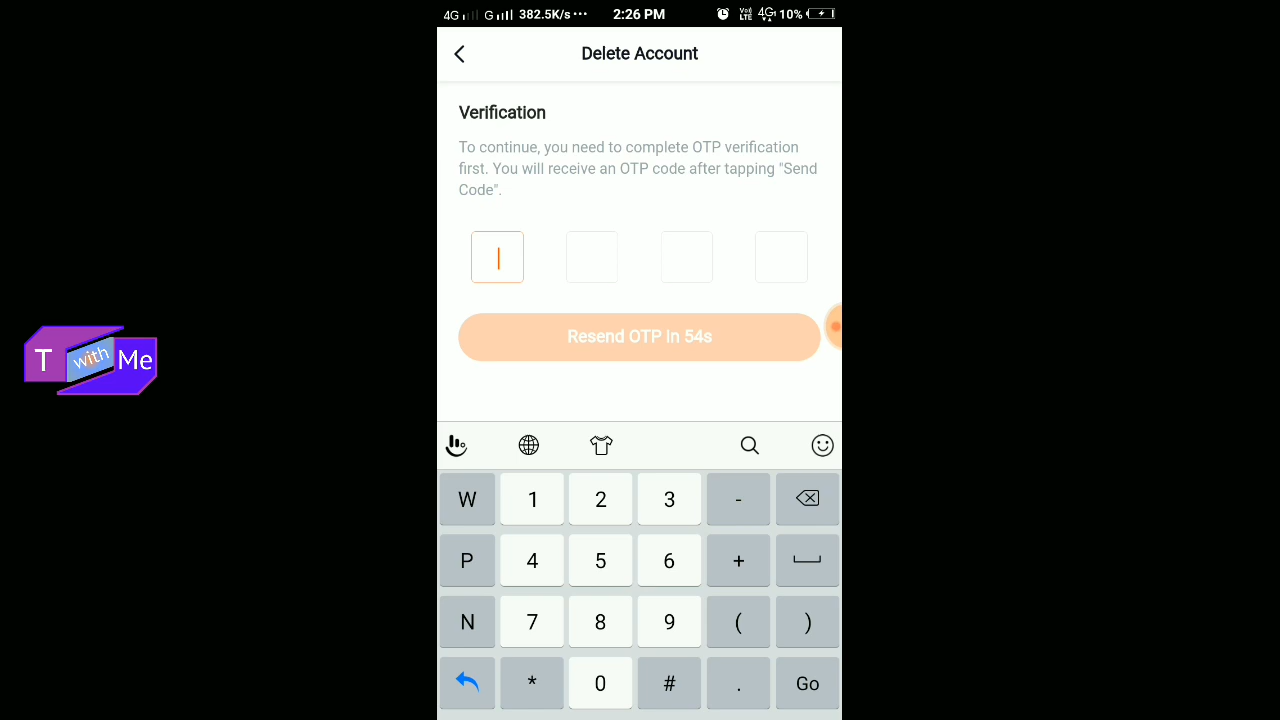 4G G 382.5K/s ••• 2:26 PM Vo) LTE 4G 10%
Delete Account
Verification
To continue, you need to complete OTP verification
first. You will receive an OTP code after tapping "Send
Code".
Resend OTP in 54s
T with Me
W 1 2 3 -
P 4 5 6 +
N 7 8 9 ( )
* 0 # . Go